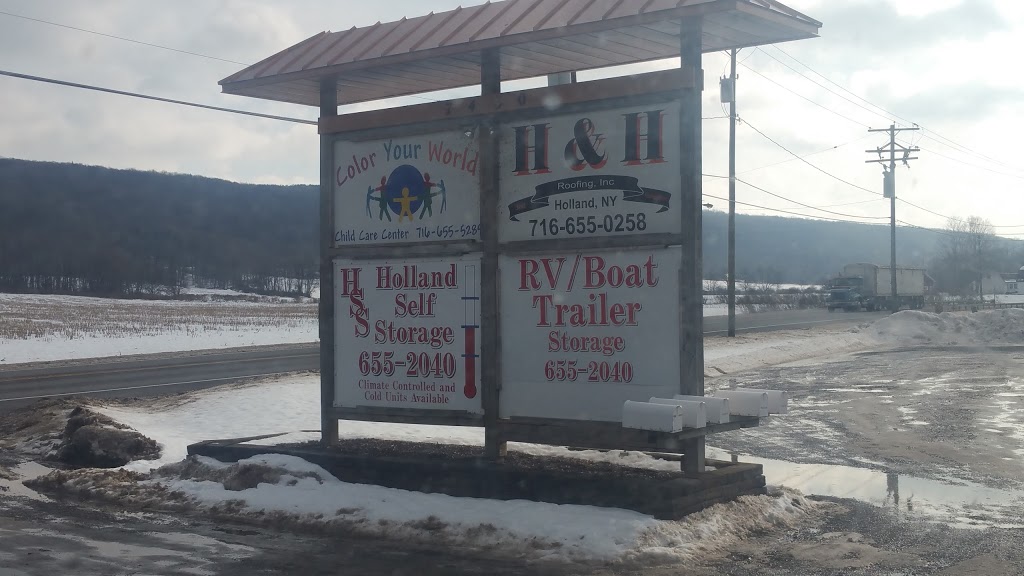 Color Your World
Child Care Center 716-655-5289
H & H
Roofing, Inc
Holland, NY
716-655-0258
HSS
Holland
Self
Storage
655-2040
Climate Controlled and
Cold Units Available
RV/Boat
Trailer
Storage
655-2040